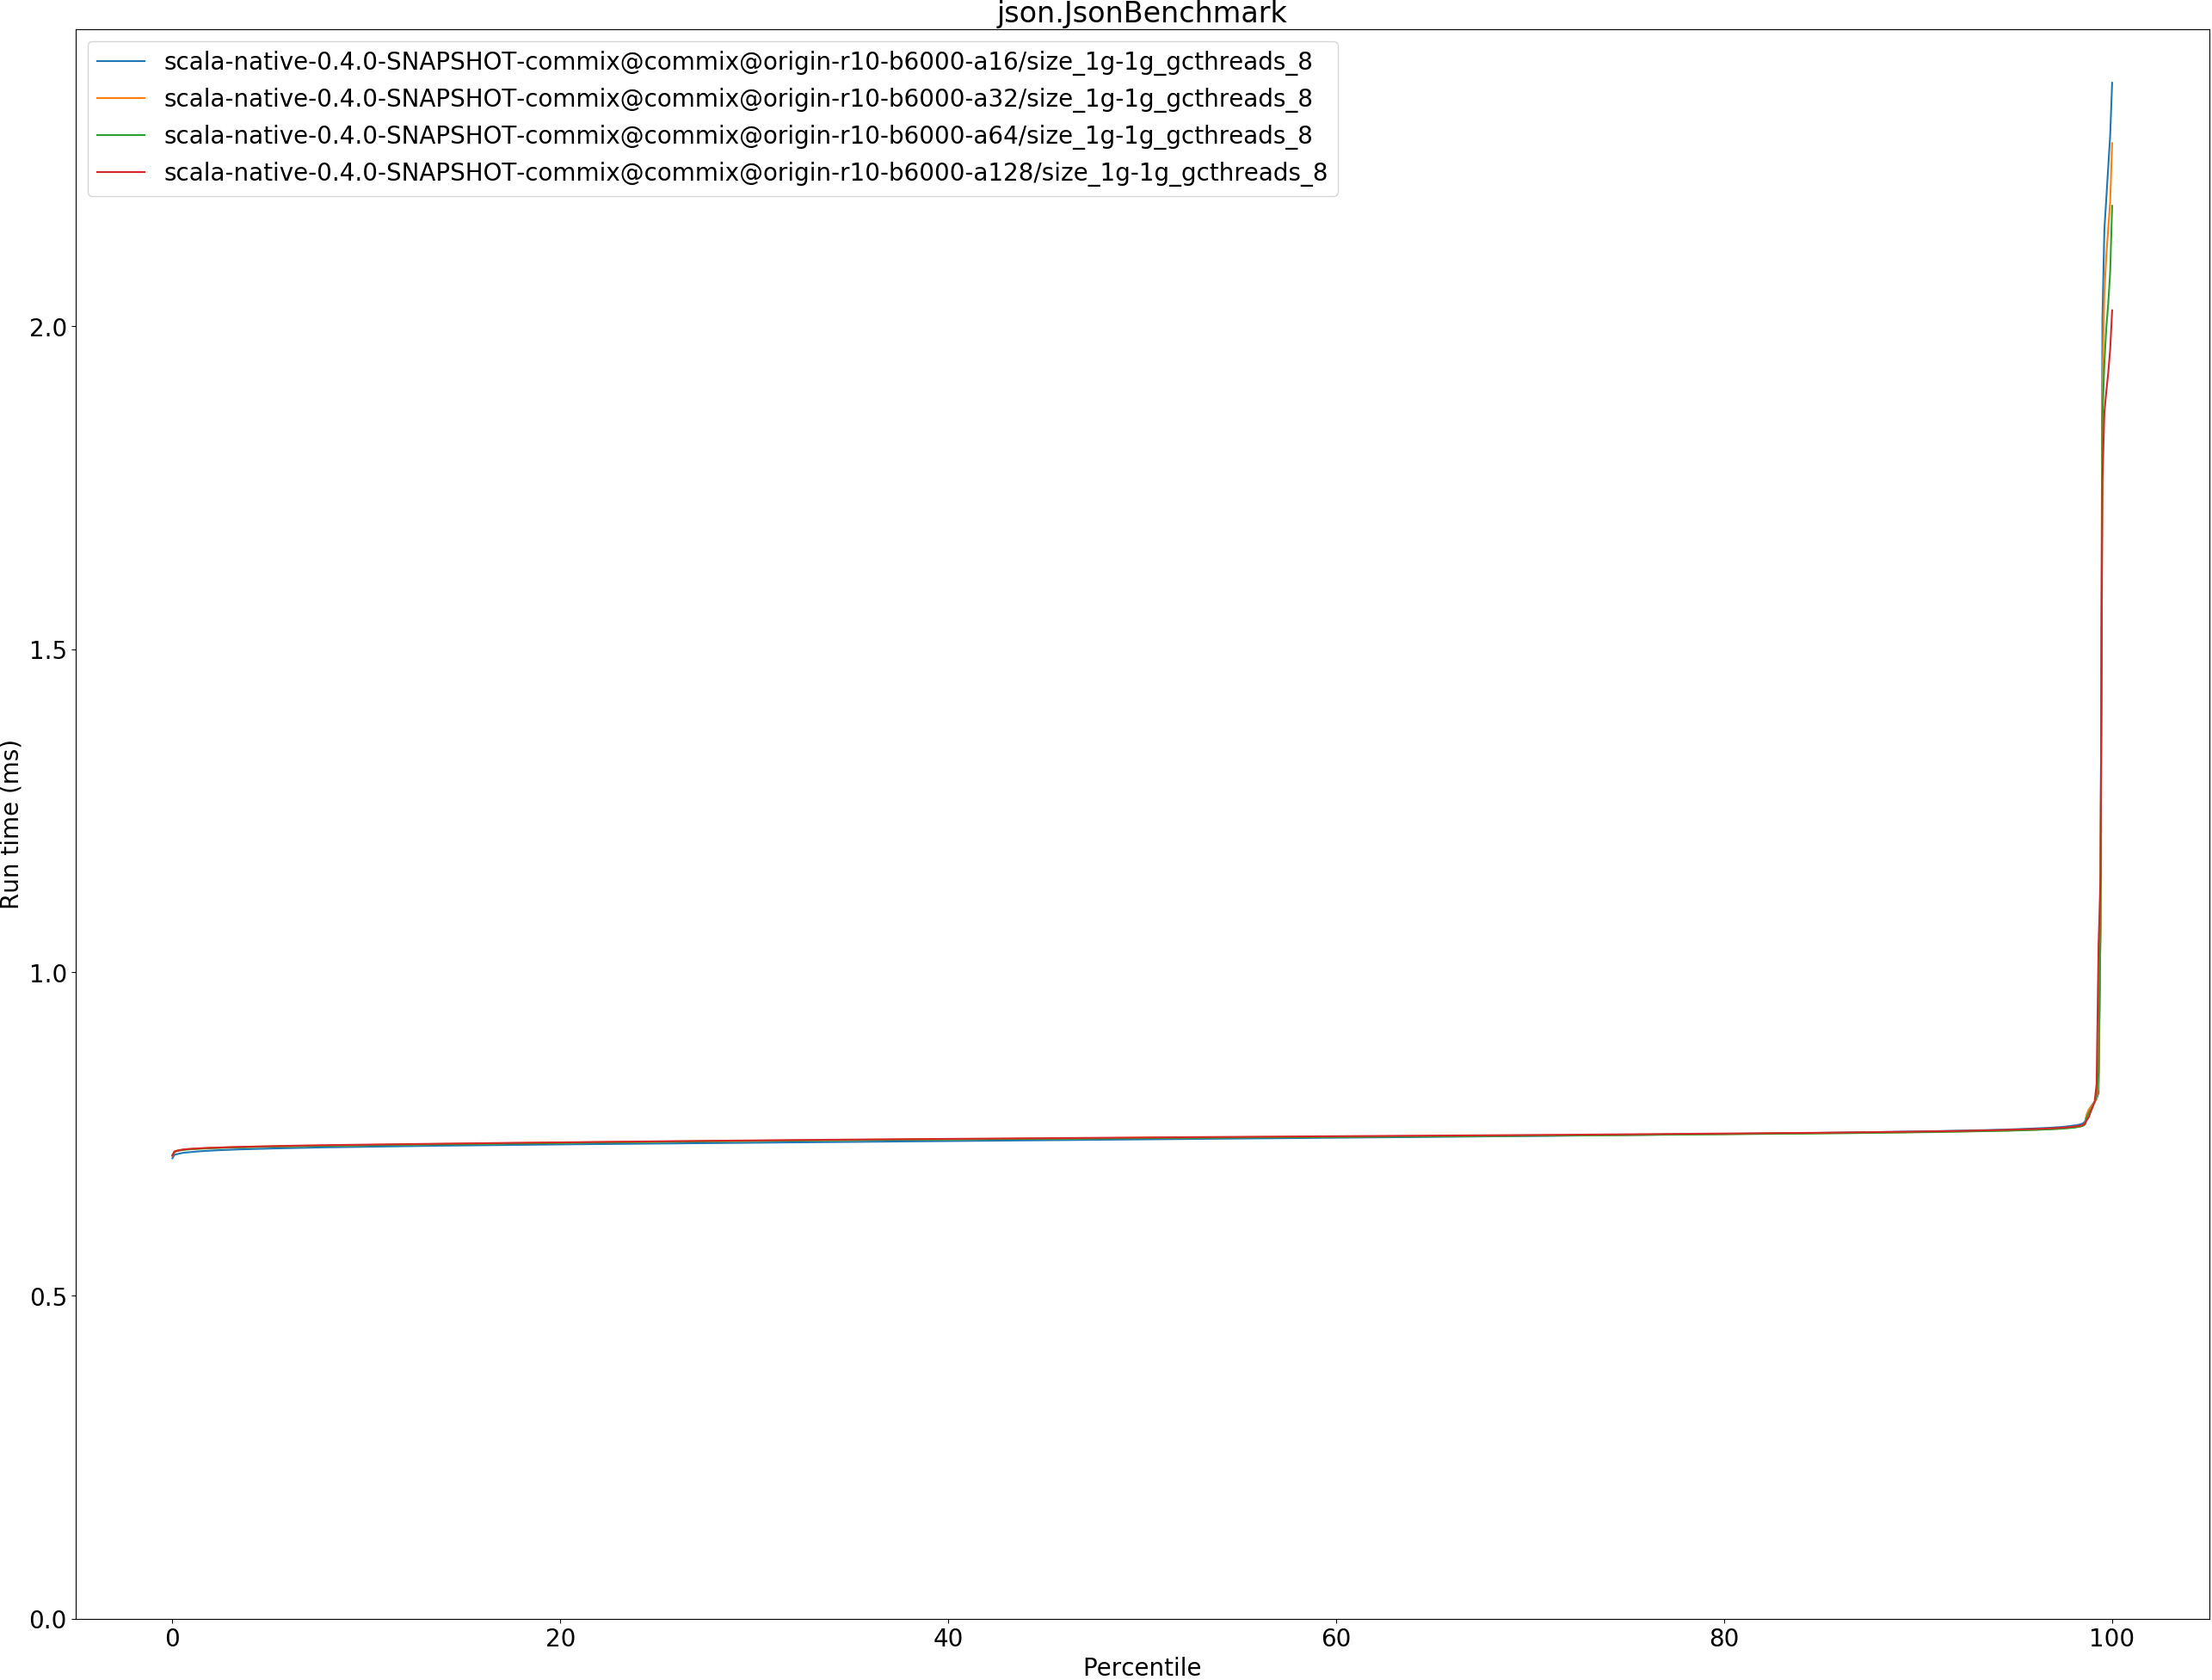 json.JsonBenchmark
scala-native-0.4.0-SNAPSHOT-commix@commix@origin-r10-b6000-a16/size_1g-1g_gcthreads_8
scala-native-0.4.0-SNAPSHOT-commix@commix@origin-r10-b6000-a32/size_1g-1g_gcthreads_8
scala-native-0.4.0-SNAPSHOT-commix@commix@origin-r10-b6000-a64/size_1g-1g_gcthreads_8
scala-native-0.4.0-SNAPSHOT-commix@commix@origin-r10-b6000-a128/size_1g-1g_gcthreads_8
2.0
1.5
1.0
0.5
0.0
Run time (ms)
0 20 40 60 80 100
Percentile